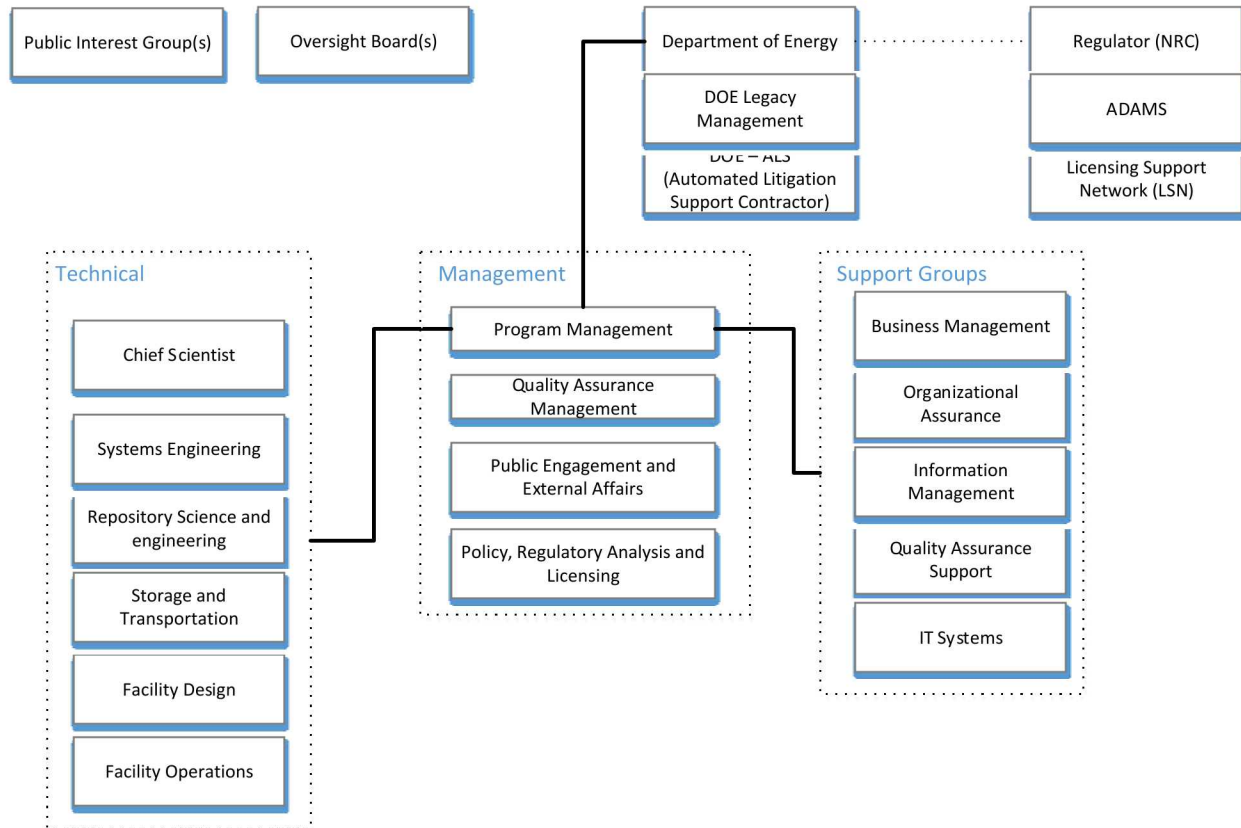 Public Interest Group(s)
Oversight Board(s)
Department of Energy
Regulator (NRC)
DOE Legacy
Management
ADAMS
DOE – ALS
(Automated Litigation
Support Contractor)
Licensing Support
Network (LSN)
Technical
Chief Scientist
Systems Engineering
Repository Science and
engineering
Storage and
Transportation
Facility Design
Facility Operations
Management
Program Management
Quality Assurance
Management
Public Engagement and
External Affairs
Policy, Regulatory Analysis and
Licensing
Support Groups
Business Management
Organizational
Assurance
Information
Management
Quality Assurance
Support
IT Systems